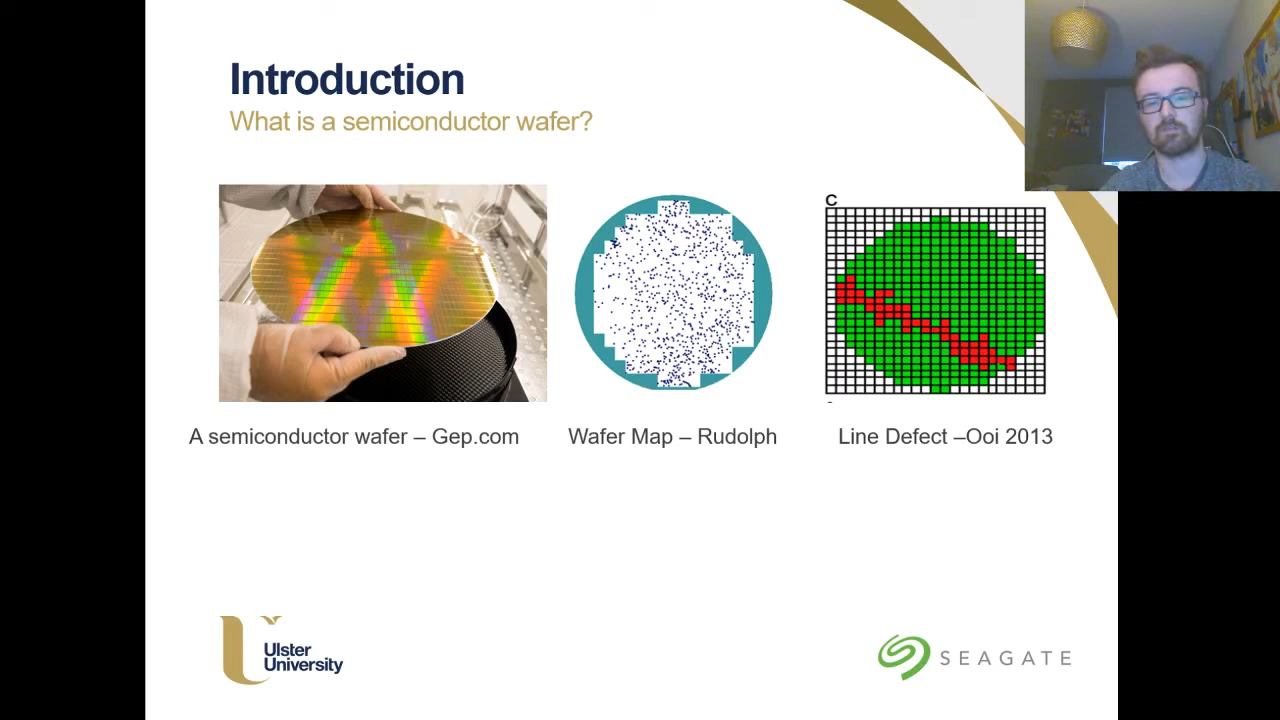 Introduction
What is a semiconductor wafer?
C
A semiconductor wafer – Gep.com
Wafer Map – Rudolph
Line Defect –Ooi 2013
Ulster
University
SEAGATE